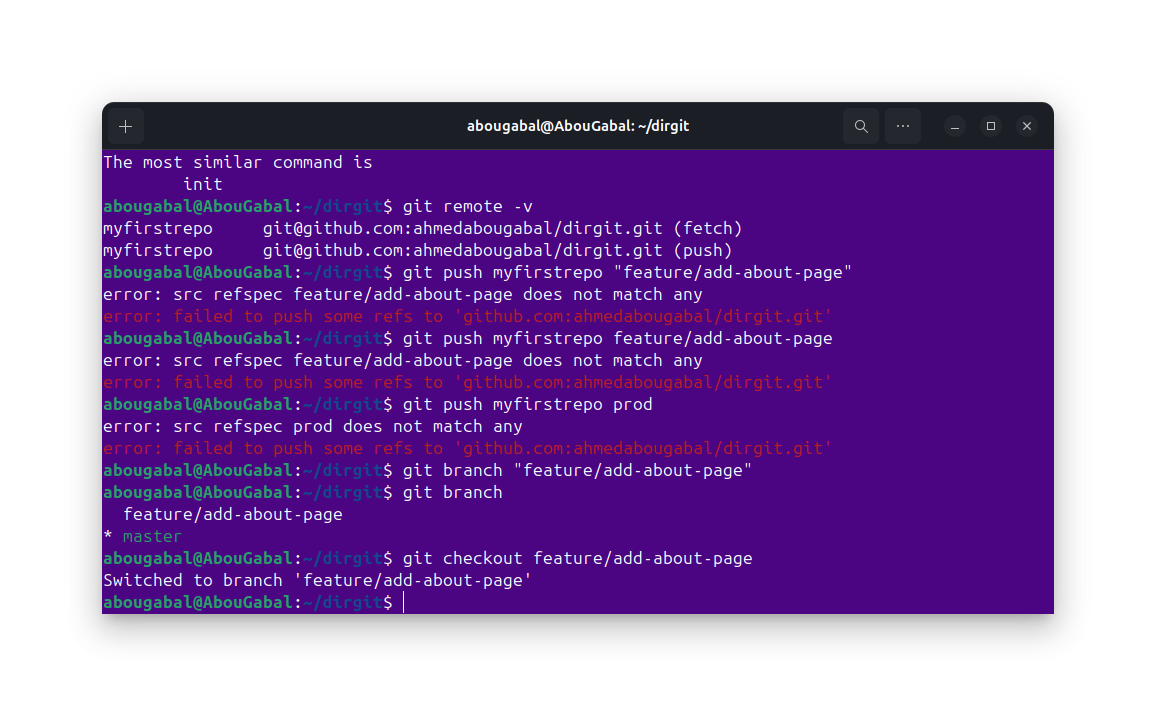 abougabal@AbouGabal: ~/dirgit
The most similar command is
        init
abougabal@AbouGabal:~/dirgit$ git remote -v
myfirstrepo     git@github.com:ahmedabougabal/dirgit.git (fetch)
myfirstrepo     git@github.com:ahmedabougabal/dirgit.git (push)
abougabal@AbouGabal:~/dirgit$ git push myfirstrepo "feature/add-about-page"
error: src refspec feature/add-about-page does not match any
error: failed to push some refs to 'github.com:ahmedabougabal/dirgit.git'
abougabal@AbouGabal:~/dirgit$ git push myfirstrepo feature/add-about-page
error: src refspec feature/add-about-page does not match any
error: failed to push some refs to 'github.com:ahmedabougabal/dirgit.git'
abougabal@AbouGabal:~/dirgit$ git push myfirstrepo prod
error: src refspec prod does not match any
error: failed to push some refs to 'github.com:ahmedabougabal/dirgit.git'
abougabal@AbouGabal:~/dirgit$ git branch "feature/add-about-page"
abougabal@AbouGabal:~/dirgit$ git branch
  feature/add-about-page
* master
abougabal@AbouGabal:~/dirgit$ git checkout feature/add-about-page
Switched to branch 'feature/add-about-page'
abougabal@AbouGabal:~/dirgit$